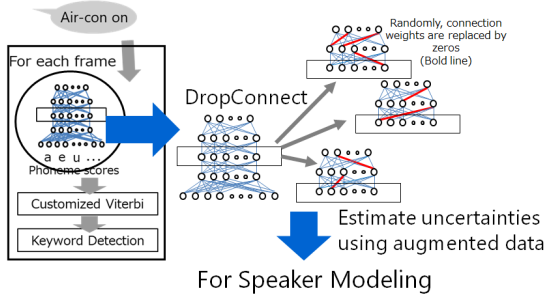 Air-con on
For each frame
a e u ...
Phoneme scores
Customized Viterbi
Keyword Detection
DropConnect
Randomly, connection
weights are replaced by
zeros
(Bold line)
Estimate uncertainties
using augmented data
For Speaker Modeling